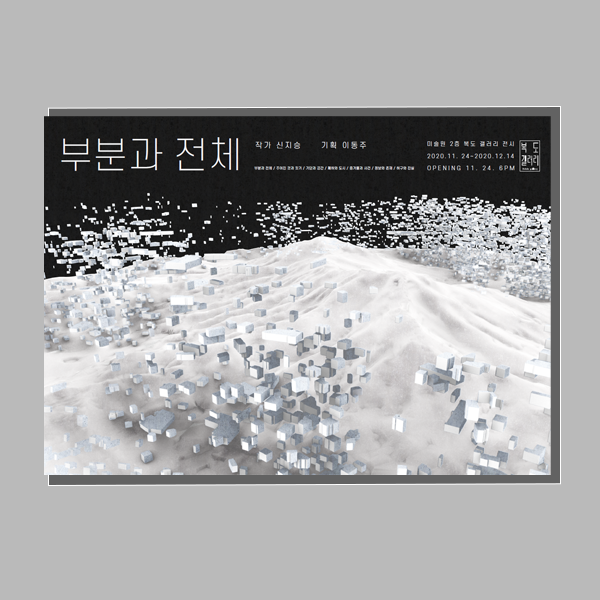 부분과 전체
작가 신지승 기획 이동주
미술원 2층 복도 갤러리 전시
2020.11. 24-2020.12.14
OPENING 11. 24. 6PM
복도
갤러리